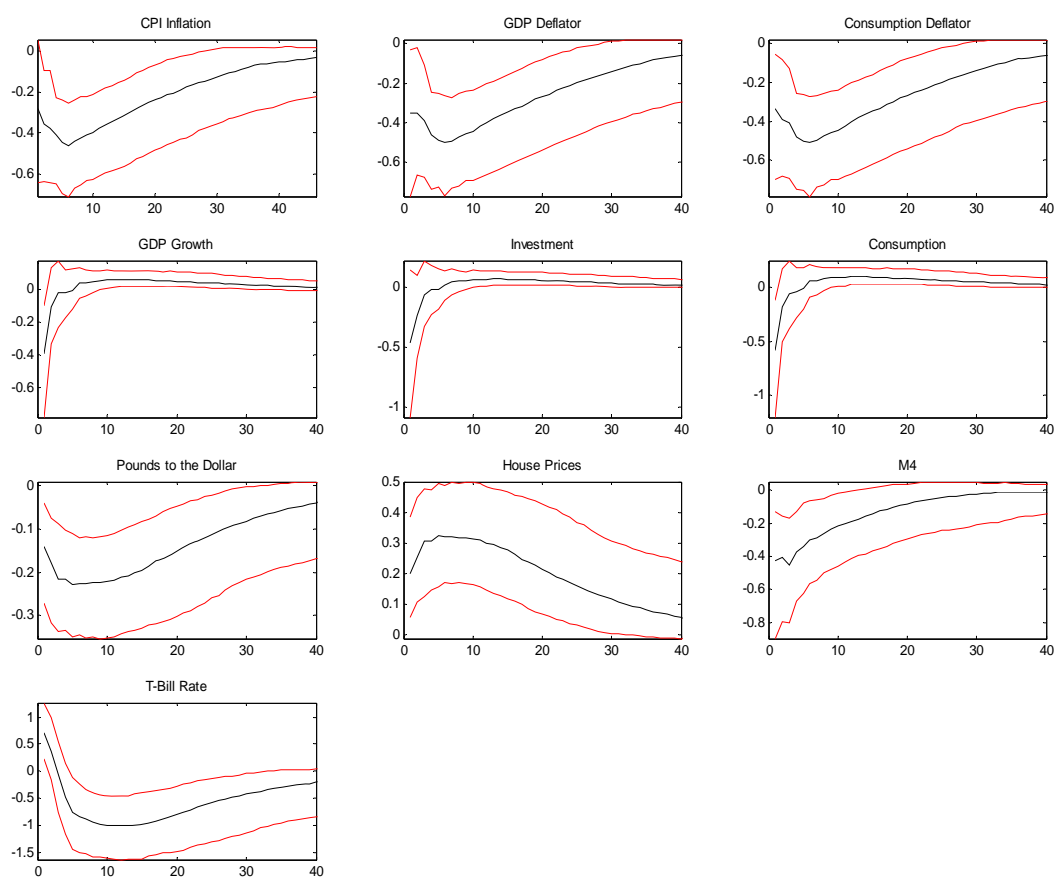 CPI Inflation
0
-0.2
-0.4
-0.6
10 20 30 40
GDP Deflator
0
-0.2
-0.4
-0.6
0 10 20 30 40
Consumption Deflator
0
-0.2
-0.4
-0.6
0 10 20 30 40
GDP Growth
0
-0.2
-0.4
-0.6
0 10 20 30 40
Investment
0
-0.5
-1
0 10 20 30 40
Consumption
0
-0.5
-1
0 10 20 30 40
Pounds to the Dollar
0
-0.1
-0.2
-0.3
0 10 20 30 40
House Prices
0.5
0.4
0.3
0.2
0.1
0
0 10 20 30 40
M4
0
-0.2
-0.4
-0.6
-0.8
0 10 20 30 40
T-Bill Rate
1
0.5
0
-0.5
-1
-1.5
0 10 20 30 40